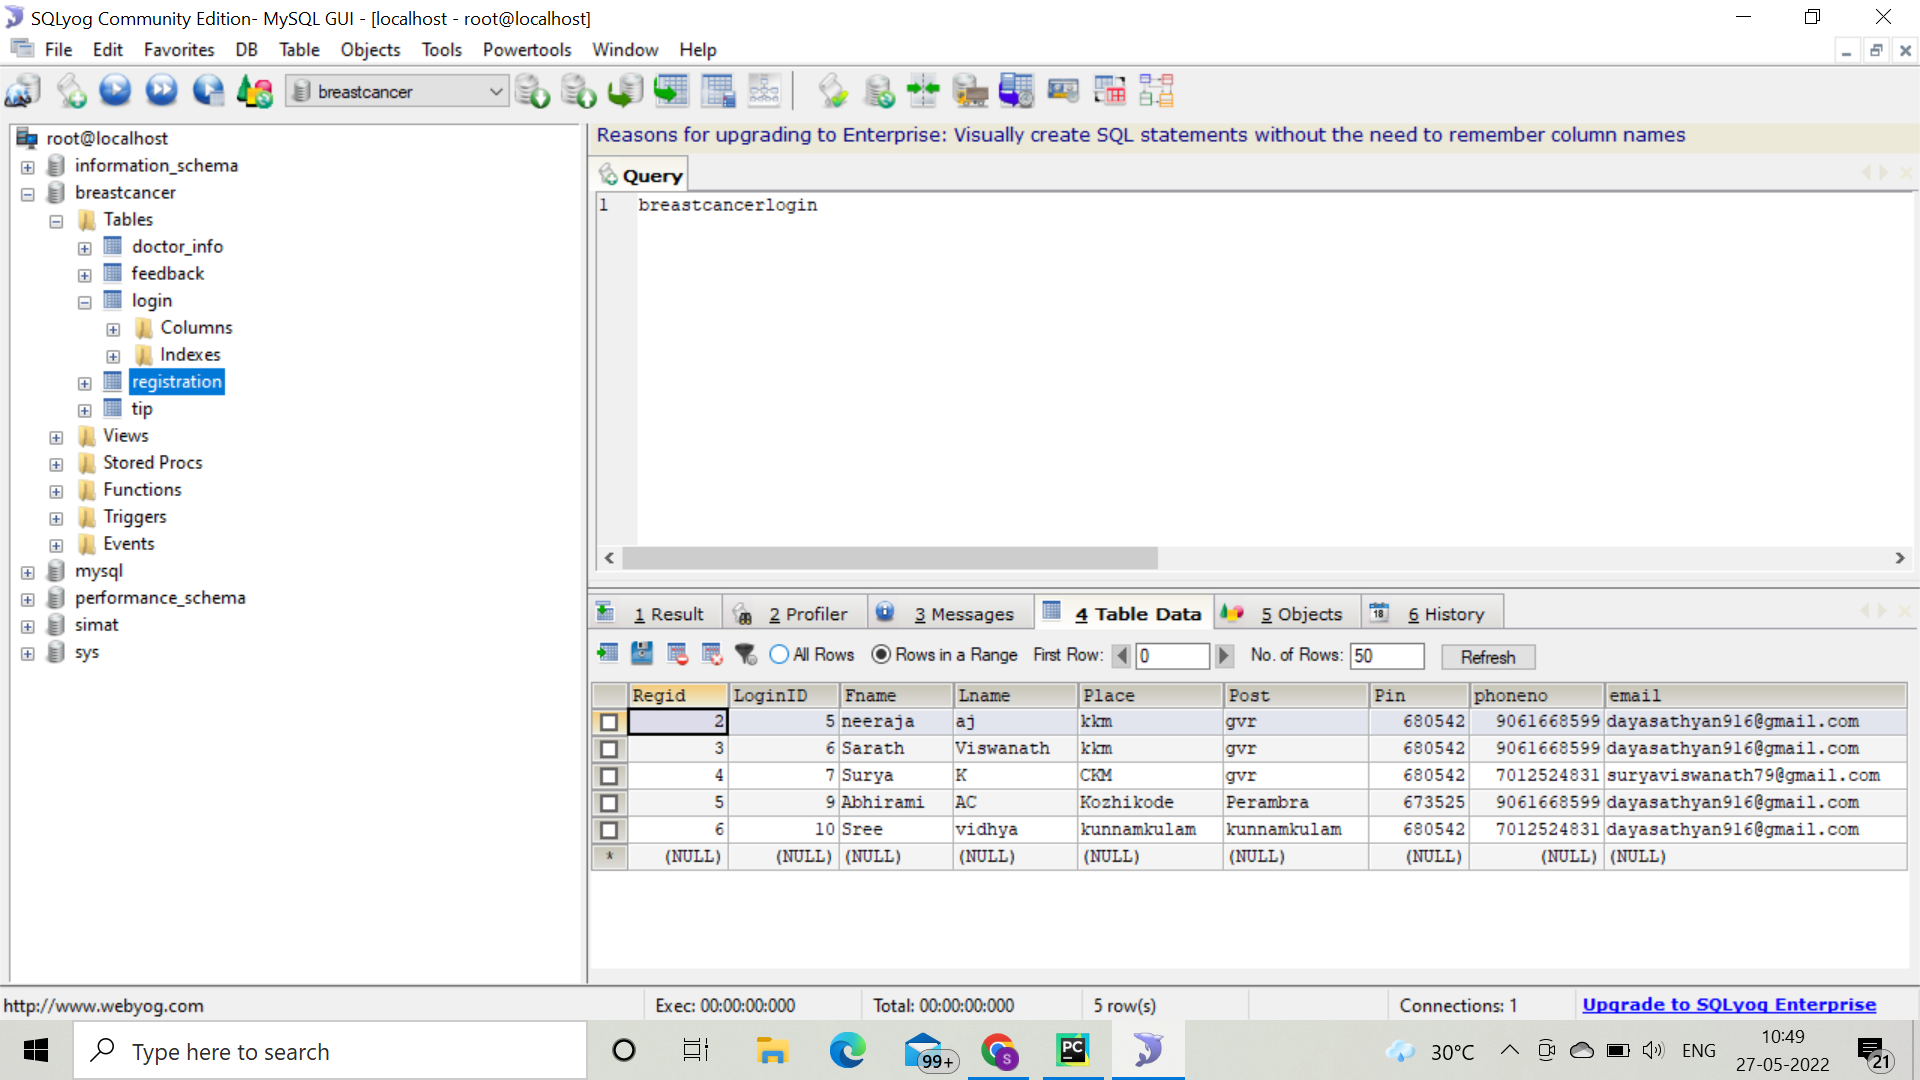 SQLyog Community Edition- MySQL GUI - [localhost - root@localhost]
File Edit Favorites DB Table Objects Tools Powertools Window Help
breastcancer
root@localhost
information_schema
breastcancer
Tables
doctor_info
feedback
login
Columns
Indexes
registration
tip
Views
Stored Procs
Functions
Triggers
Events
mysql
performance_schema
simat
sys
Reasons for upgrading to Enterprise: Visually create SQL statements without the need to remember column names
Query
1 breastcancerlogin
1 Result 2 Profiler 3 Messages 4 Table Data 5 Objects 18 6 History
All Rows Rows in a Range First Row: 0 No. of Rows: 50 Refresh
Regid LoginID Fname Lname Place Post Pin phoneno email
2 5 neeraja aj kkm gvr 680542 9061668599 dayasathyan916@gmail.com
3 6 Sarath Viswanath kkm gvr 680542 9061668599 dayasathyan916@gmail.com
4 7 Surya K CKM gvr 680542 7012524831 suryaviswanath79@gmail.com
5 9 Abhirami AC Kozhikode Perambra 673525 9061668599 dayasathyan916@gmail.com
6 10 Sree vidhya kunnamkulam kunnamkulam 680542 7012524831 dayasathyan916@gmail.com
* (NULL) (NULL) (NULL) (NULL) (NULL) (NULL) (NULL) (NULL) (NULL)
http://www.webyog.com Exec: 00:00:00:000 Total: 00:00:00:000 5 row(s) Connections: 1 Upgrade to SQLyog Enterprise
Type here to search 99+ S PC 30°C ENG 10:49
27-05-2022 21